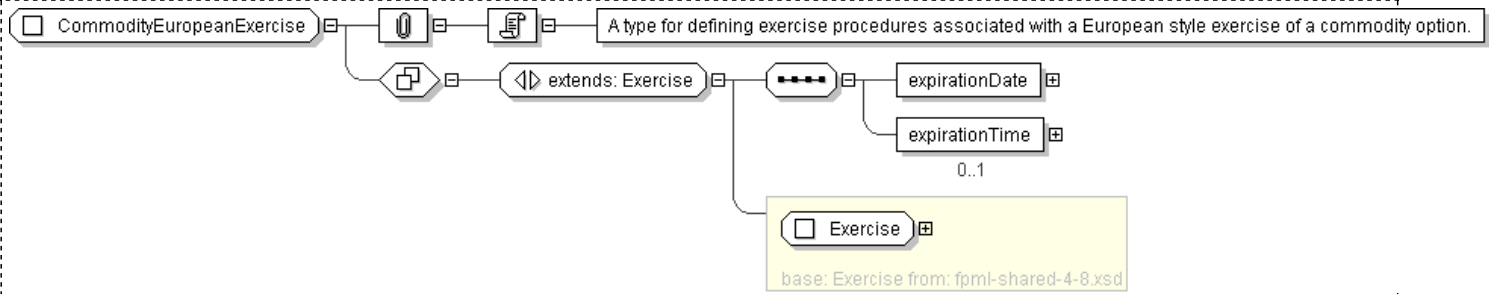 CommodityEuropeanExercise
A type for defining exercise procedures associated with a European style exercise of a commodity option.
extends: Exercise
expirationDate
expirationTime
0..1
Exercise
base: Exercise from: fpml-shared-4-8.xsd